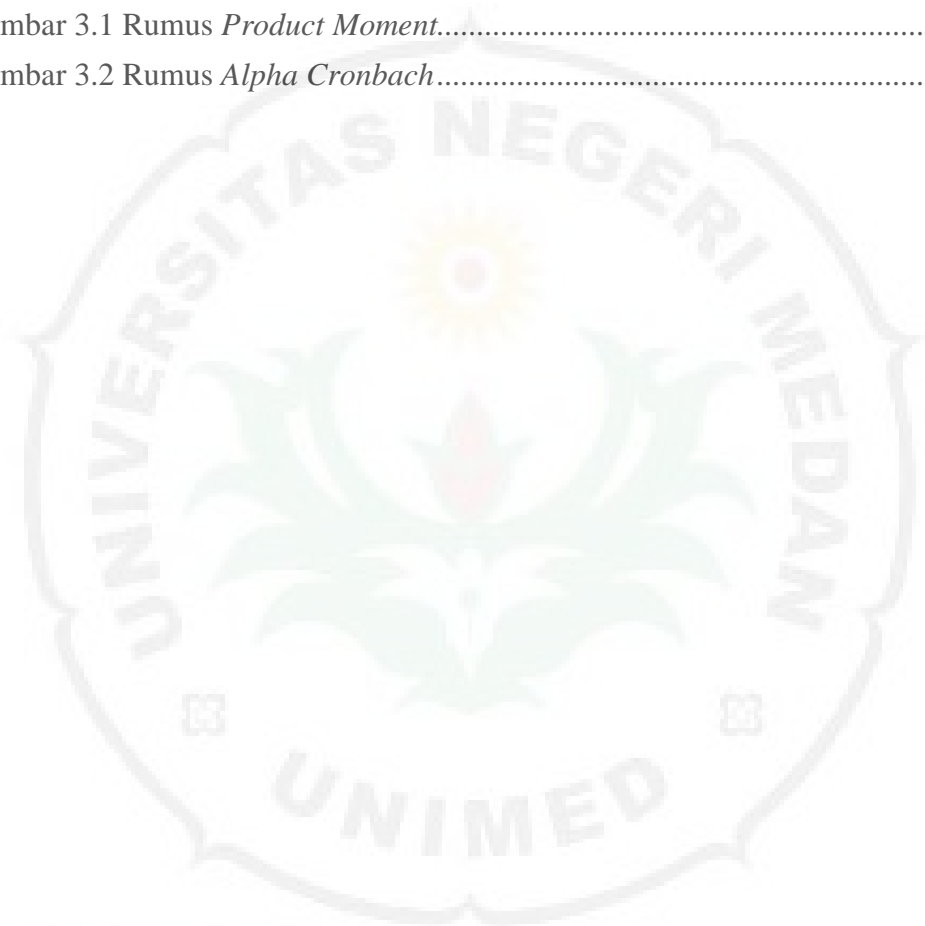 mbar 3.1 Rumus Product Moment............................................................
mbar 3.2 Rumus Alpha Cronbach............................................................
UNIVERSITAS NEGERI MEDAN
UNIMED